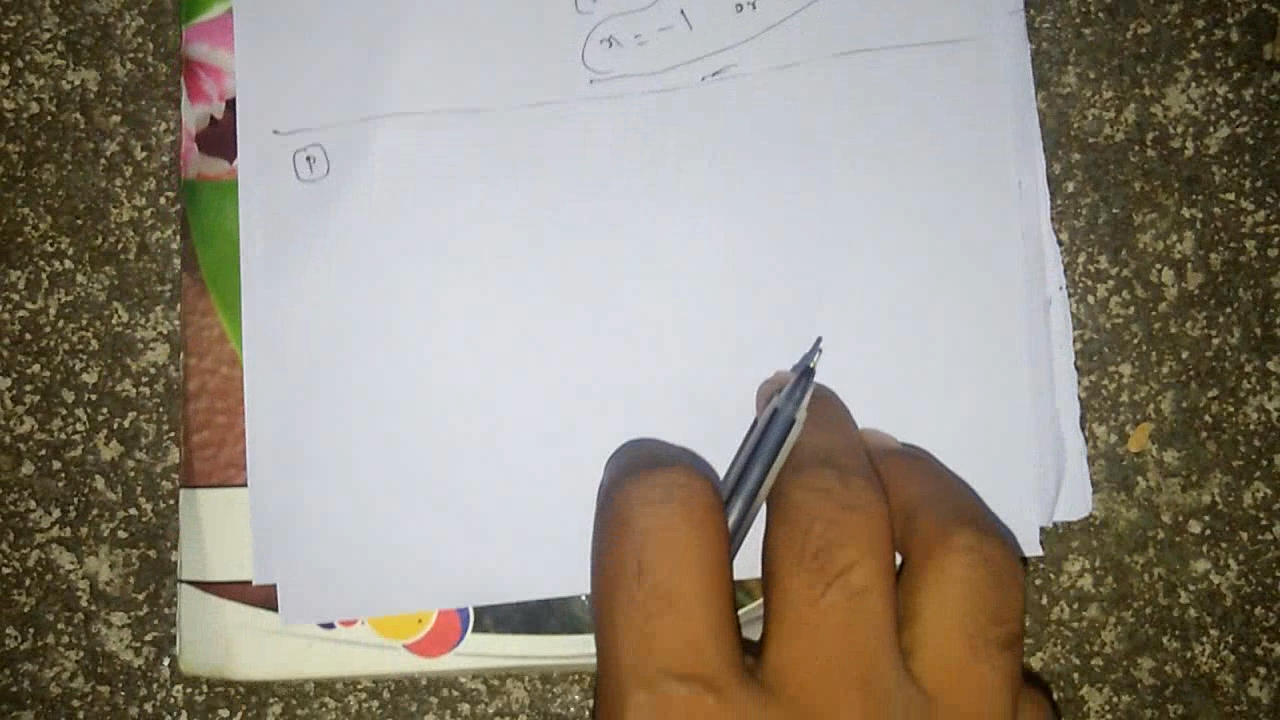 x = -1 or
P